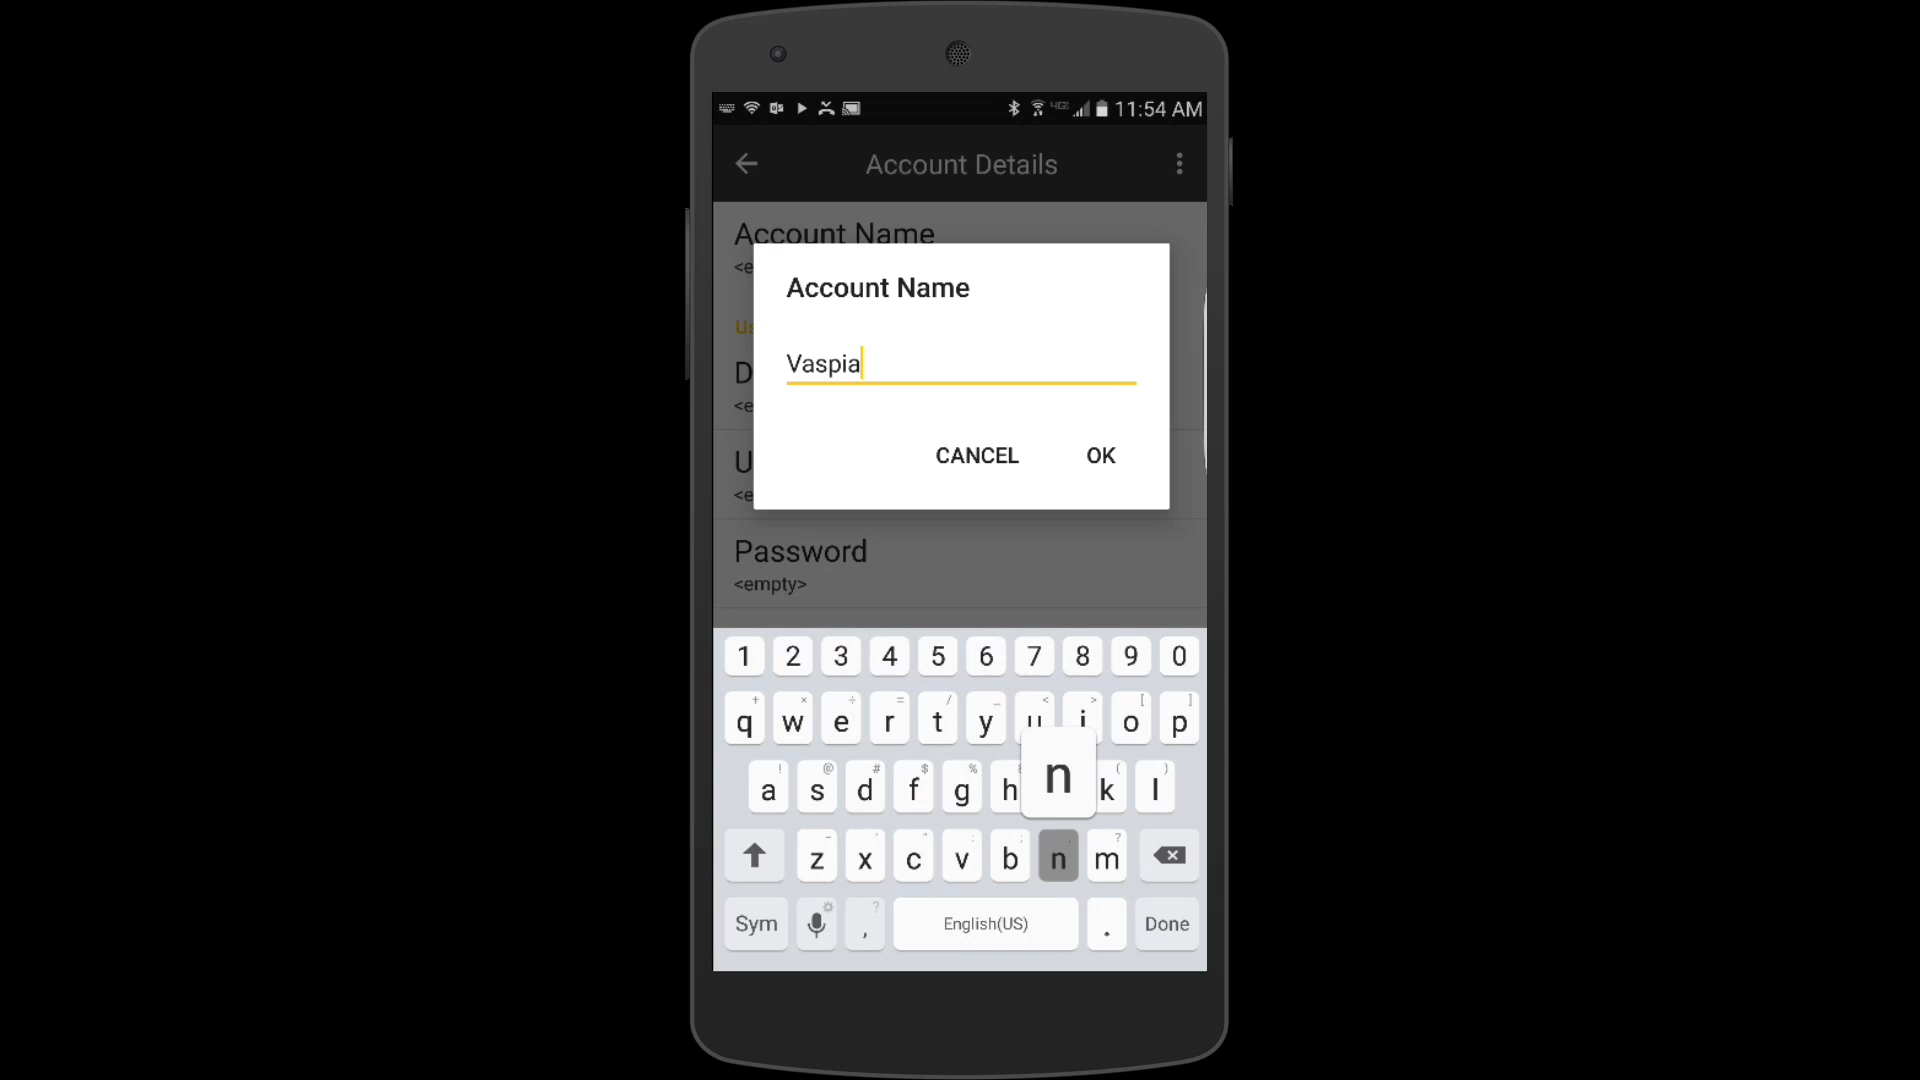 11:54 AM
Account Details
Account Name
<e
Account Name
Us
Vaspia
D
<e
CANCEL OK
U
<e
Password
<empty>
1 2 3 4 5 6 7 8 9 0
q w e r t y u i o p
a s d f g h n k l
z x c v b n m
Sym , English(US) . Done